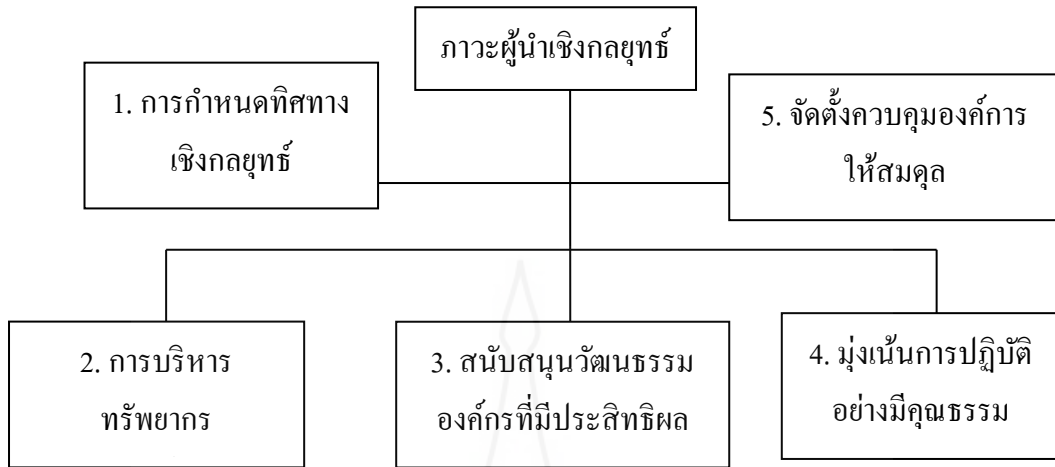 ภาวะผู้นำเชิงกลยุทธ์
1. การกำหนดทิศทาง
เชิงกลยุทธ์
5. จัดตั้งควบคุมองค์การ
ให้สมดุล
2. การบริหาร
ทรัพยากร
3. สนับสนุนวัฒนธรรม
องค์กรที่มีประสิทธิผล
4. มุ่งเน้นการปฏิบัติ
อย่างมีคุณธรรม